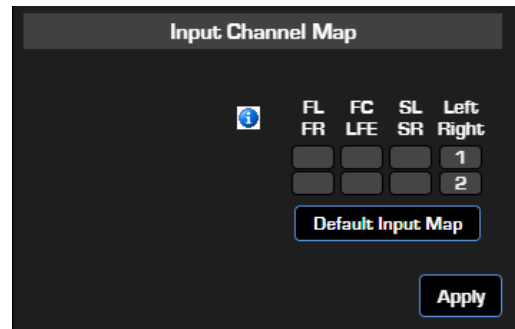 Input Channel Map
FL FC SL Left
FR LFE SR Right
1
2
Default Input Map
Apply